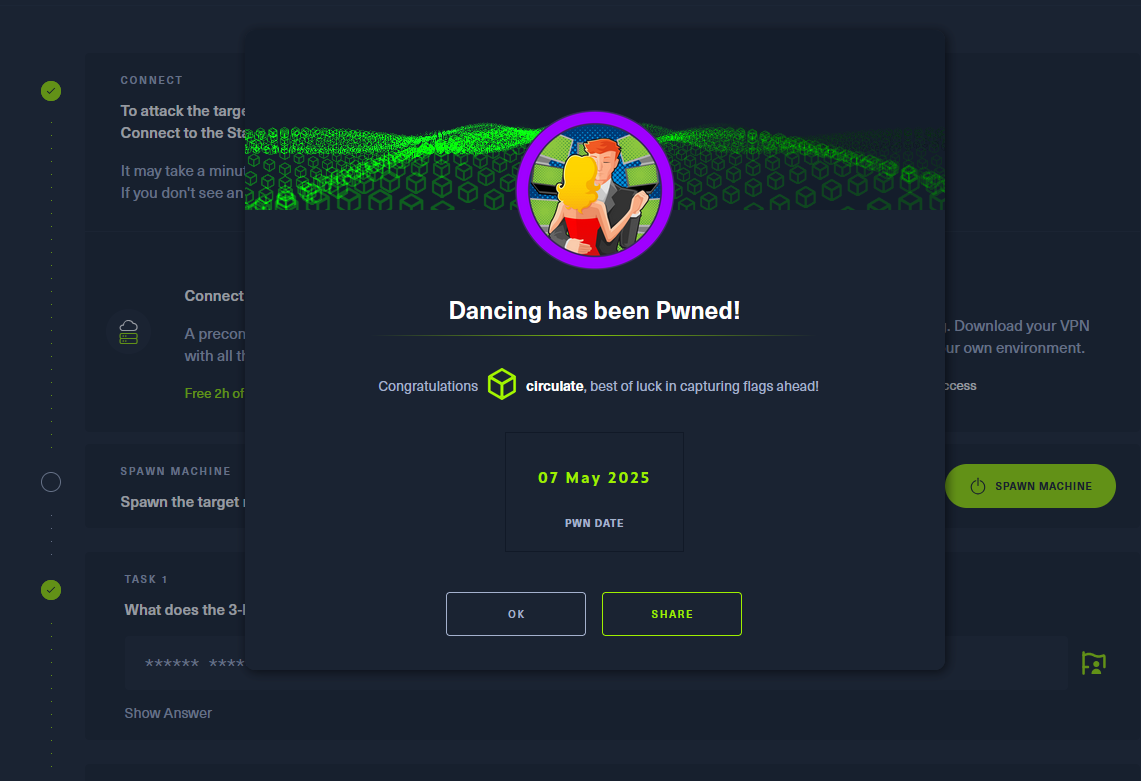 CONNECT
To attack the targe
Connect to the Sta
It may take a minut
If you don't see an
Connect
A precon
with all th
Free 2h of
. Download your VPN
ur own environment.
ccess
Dancing has been Pwned!
Congratulations circulate, best of luck in capturing flags ahead!
07 May 2025
PWN DATE
OK
SHARE
SPAWN MACHINE
Spawn the target
SPAWN MACHINE
TASK 1
What does the 3-
****** ****
Show Answer